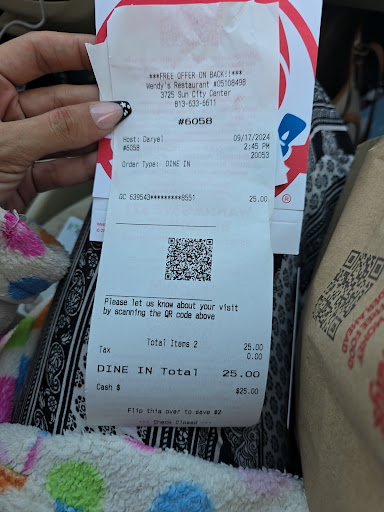 ***FREE OFFER ON BACK!!***
Wendy's Restaurant #05108498
3725 Sun City Center
813-633-6611
#6058
Host: Daryel 09/17/2024
#6058 2:45 PM
20053
Order Type: DINE IN
GC 639543*********8551 25.00
Please let us know about your visit
by scanning the QR code above
Total Items 2 25.00
Tax 0.00
DINE IN Total 25.00
Cash $ $25.00
Flip this over to save $2
--- Check Closed ---